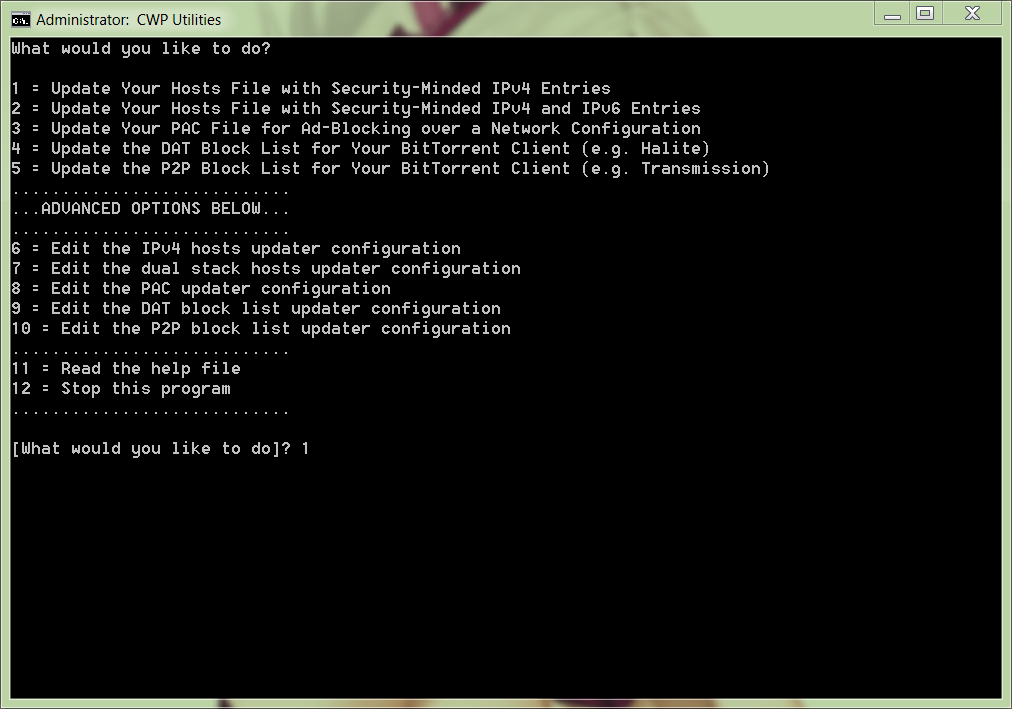 Administrator: CWP Utilities
What would you like to do?
1 = Update Your Hosts File with Security-Minded IPv4 Entries
2 = Update Your Hosts File with Security-Minded IPv4 and IPv6 Entries
3 = Update Your PAC File for Ad-Blocking over a Network Configuration
4 = Update the DAT Block List for Your BitTorrent Client (e.g. Halite)
5 = Update the P2P Block List for Your BitTorrent Client (e.g. Transmission)
............................
...ADVANCED OPTIONS BELOW...
............................
6 = Edit the IPv4 hosts updater configuration
7 = Edit the dual stack hosts updater configuration
8 = Edit the PAC updater configuration
9 = Edit the DAT block list updater configuration
10 = Edit the P2P block list updater configuration
............................
11 = Read the help file
12 = Stop this program
............................
[What would you like to do]? 1